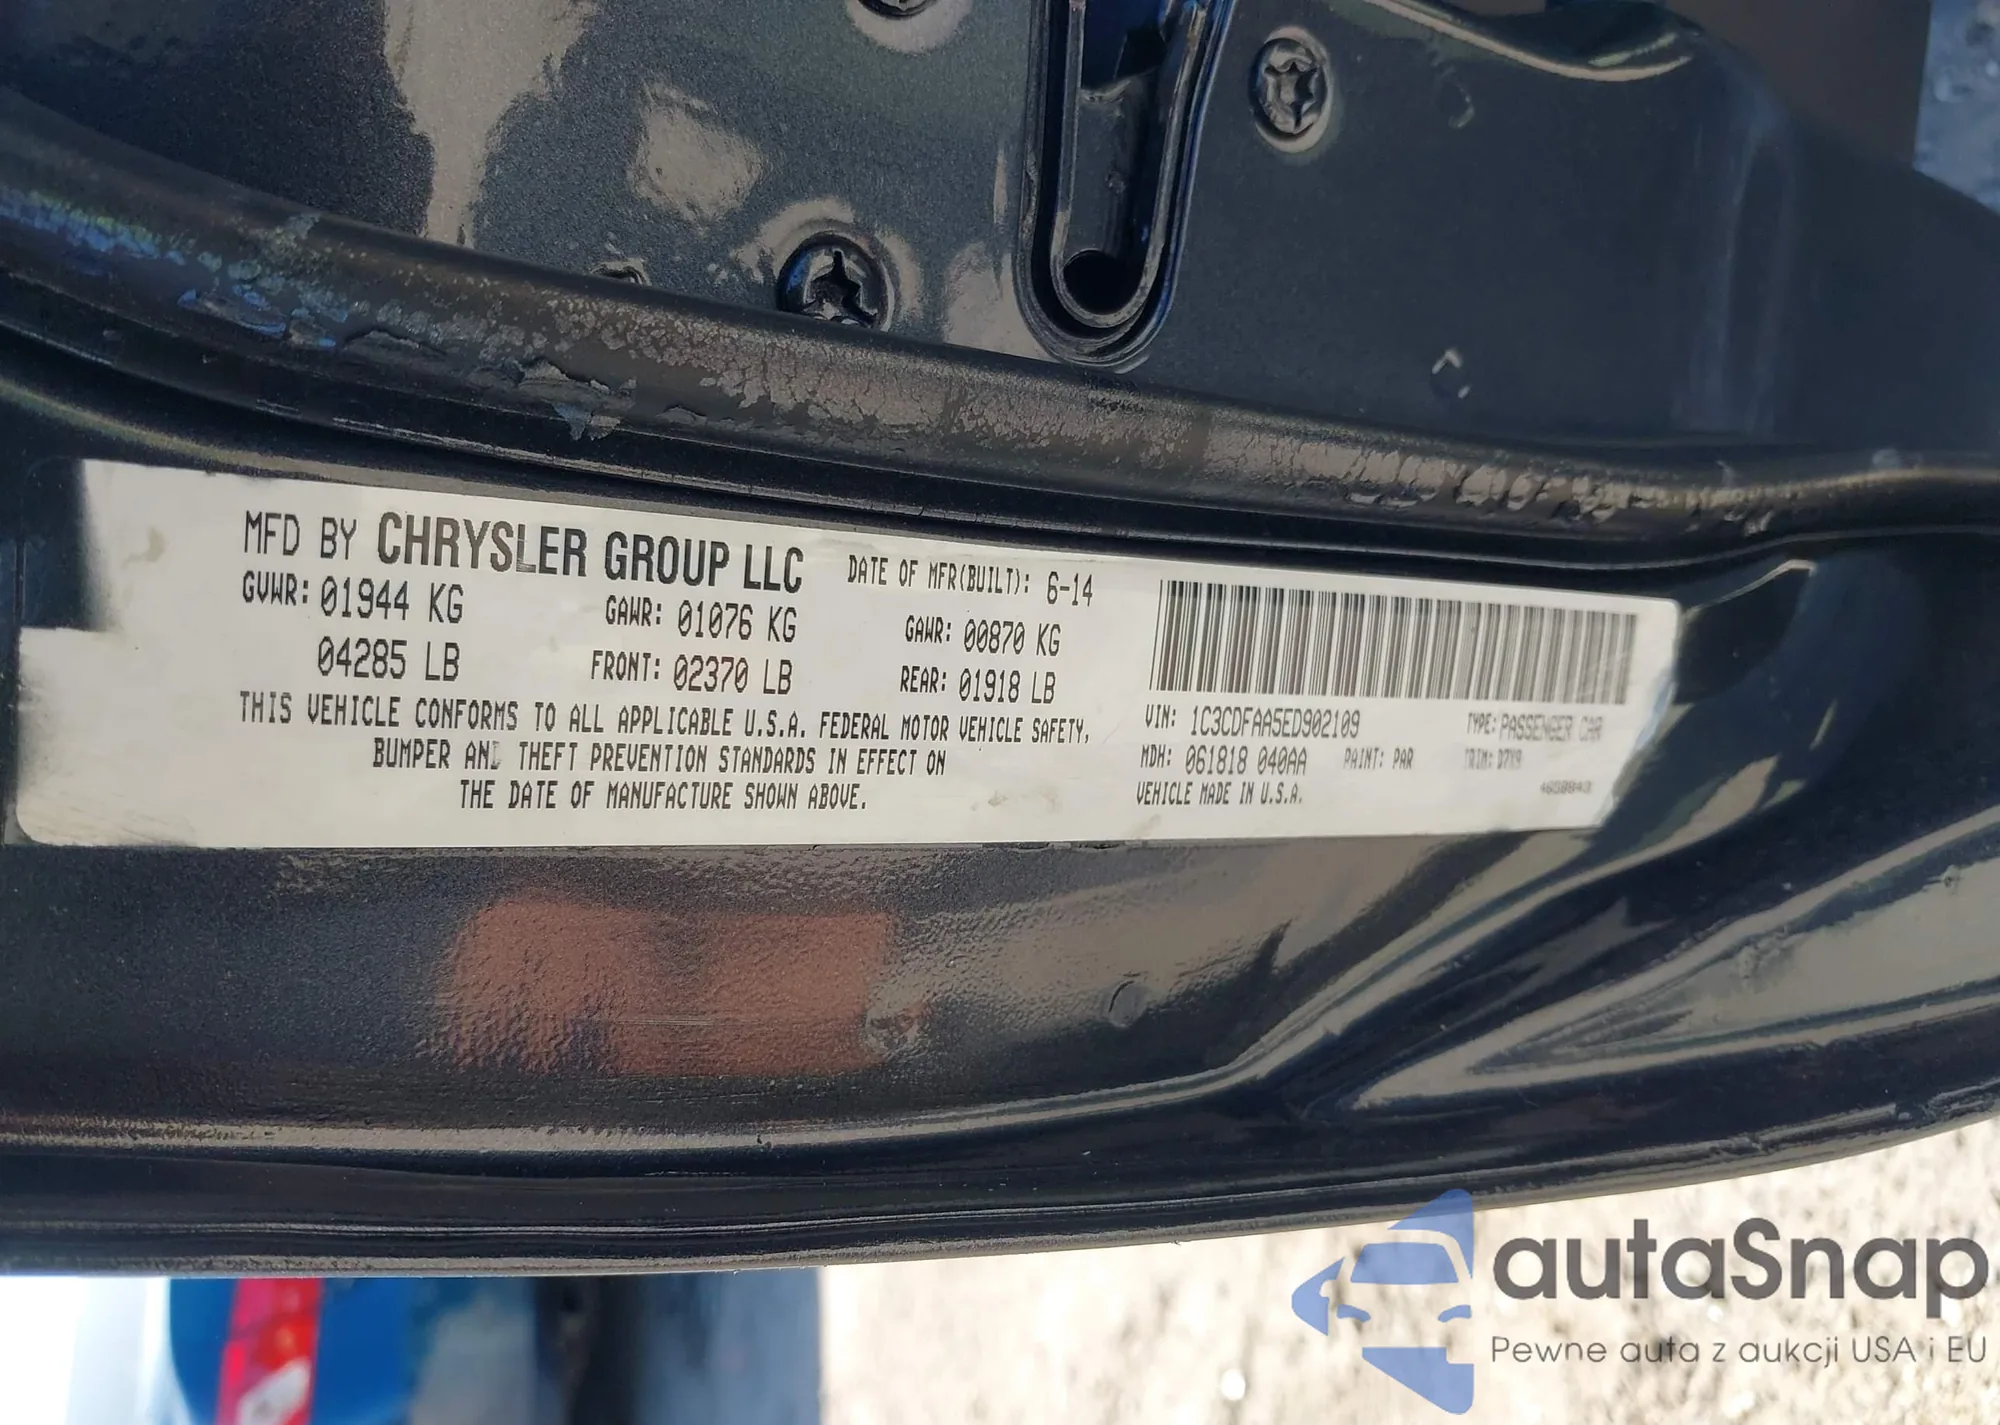 MFD BY CHRYSLER GROUP LLC DATE OF MFR(BUILT): 6-14
GVWR: 01944 KG GAWR: 01076 KG GAWR: 00870 KG
04285 LB FRONT: 02370 LB REAR: 01918 LB
THIS VEHICLE CONFORMS TO ALL APPLICABLE U.S.A. FEDERAL MOTOR VEHICLE SAFETY,
BUMPER AND THEFT PREVENTION STANDARDS IN EFFECT ON
THE DATE OF MANUFACTURE SHOWN ABOVE.
VIN: 1C3CDFAA5ED902109 TYPE: PASSENGER CAR
MDH: 061818 040AA PAINT: PAR TRIM: D7X9
VEHICLE MADE IN U.S.A.
autaSnap
Pewne auta z aukcji USA i EU